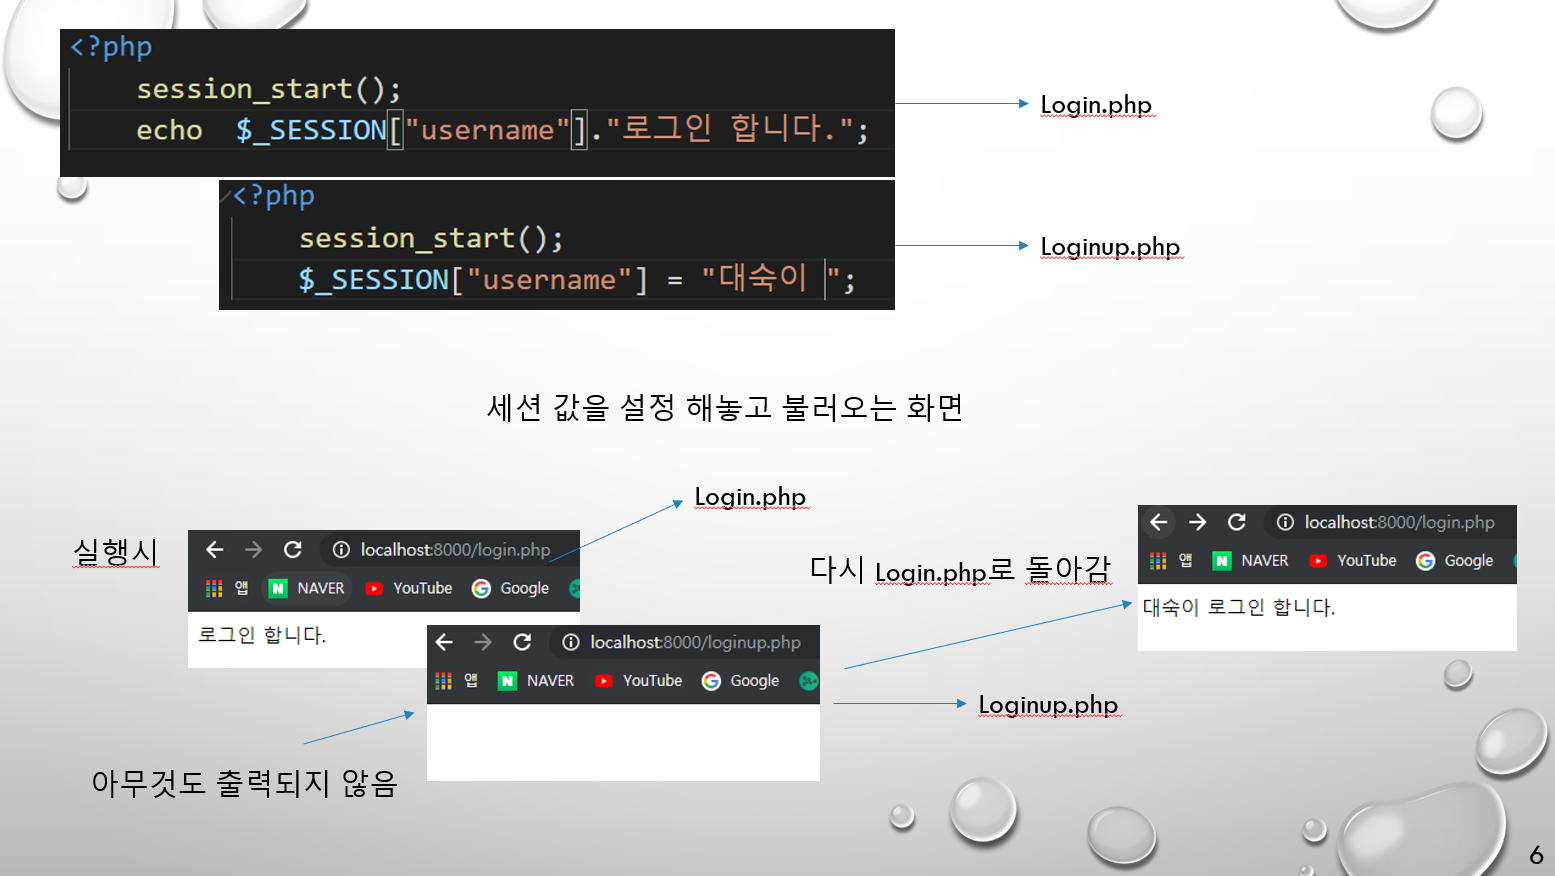 <?php
session_start();
echo $_SESSION["username"]."로그인 합니다.";
Login.php
<?php
session_start();
$_SESSION["username"] = "대숙이 ";
Loginup.php
세션 값을 설정 해놓고 불러오는 화면
실행시
localhost:8000/login.php
앱 NAVER YouTube Google
로그인 합니다.
Login.php
localhost:8000/loginup.php
앱 NAVER YouTube Google
아무것도 출력되지 않음
Loginup.php
다시 Login.php로 돌아감
localhost:8000/login.php
앱 NAVER YouTube Google
대숙이 로그인 합니다.
6